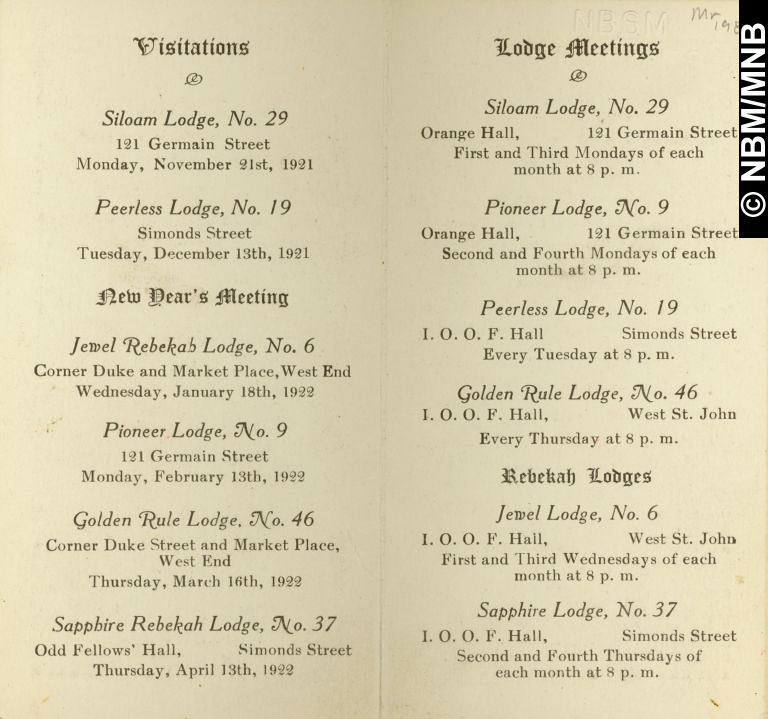 Visitations
Siloam Lodge, No. 29
121 Germain Street
Monday, November 21st, 1921
Peerless Lodge, No. 19
Simonds Street
Tuesday, December 13th, 1921
New Year's Meeting
Jewel Rebekah Lodge, No. 6
Corner Duke and Market Place, West End
Wednesday, January 18th, 1922
Pioneer Lodge, No. 9
121 Germain Street
Monday, February 13th, 1922
Golden Rule Lodge, No. 46
Corner Duke Street and Market Place,
West End
Thursday, March 16th, 1922
Sapphire Rebekah Lodge, No. 37
Odd Fellows' Hall, Simonds Street
Thursday, April 13th, 1922
NBSM
Lodge Meetings
Siloam Lodge, No. 29
Orange Hall, 121 Germain Street
First and Third Mondays of each
month at 8 p. m.
Pioneer Lodge, No. 9
Orange Hall, 121 Germain Street
Second and Fourth Mondays of each
month at 8 p. m.
Peerless Lodge, No. 19
I. O. O. F. Hall Simonds Street
Every Tuesday at 8 p. m.
Golden Rule Lodge, No. 46
I. O. O. F. Hall, West St. John
Every Thursday at 8 p. m.
Rebekah Lodges
Jewel Lodge, No. 6
I. O. O. F. Hall, West St. John
First and Third Wednesdays of each
month at 8 p. m.
Sapphire Lodge, No. 37
I. O. O. F. Hall, Simonds Street
Second and Fourth Thursdays of
each month at 8 p. m.
© NBM/MNB